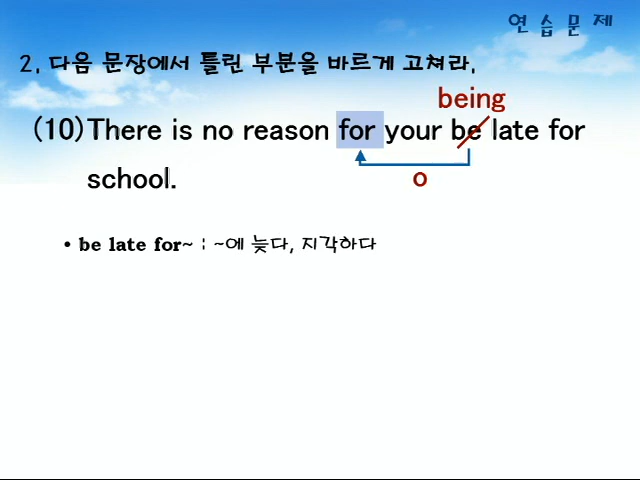 연습문제
2. 다음 문장에서 틀린 부분을 바르게 고쳐라.
being
(10)There is no reason for your be late for
school.
o
• be late for~ : ~에 늦다, 지각하다